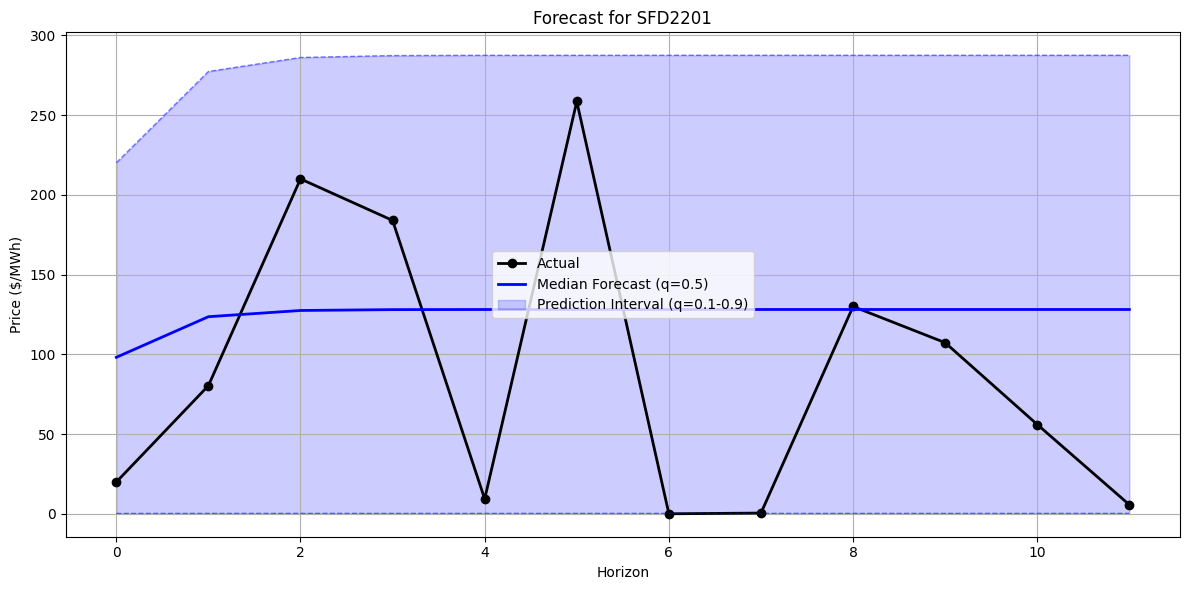 Forecast for SFD2201
300
250
200
150
100
50
0
Price ($/MWh)
Actual
Median Forecast (q=0.5)
Prediction Interval (q=0.1-0.9)
0 2 4 6 8 10
Horizon